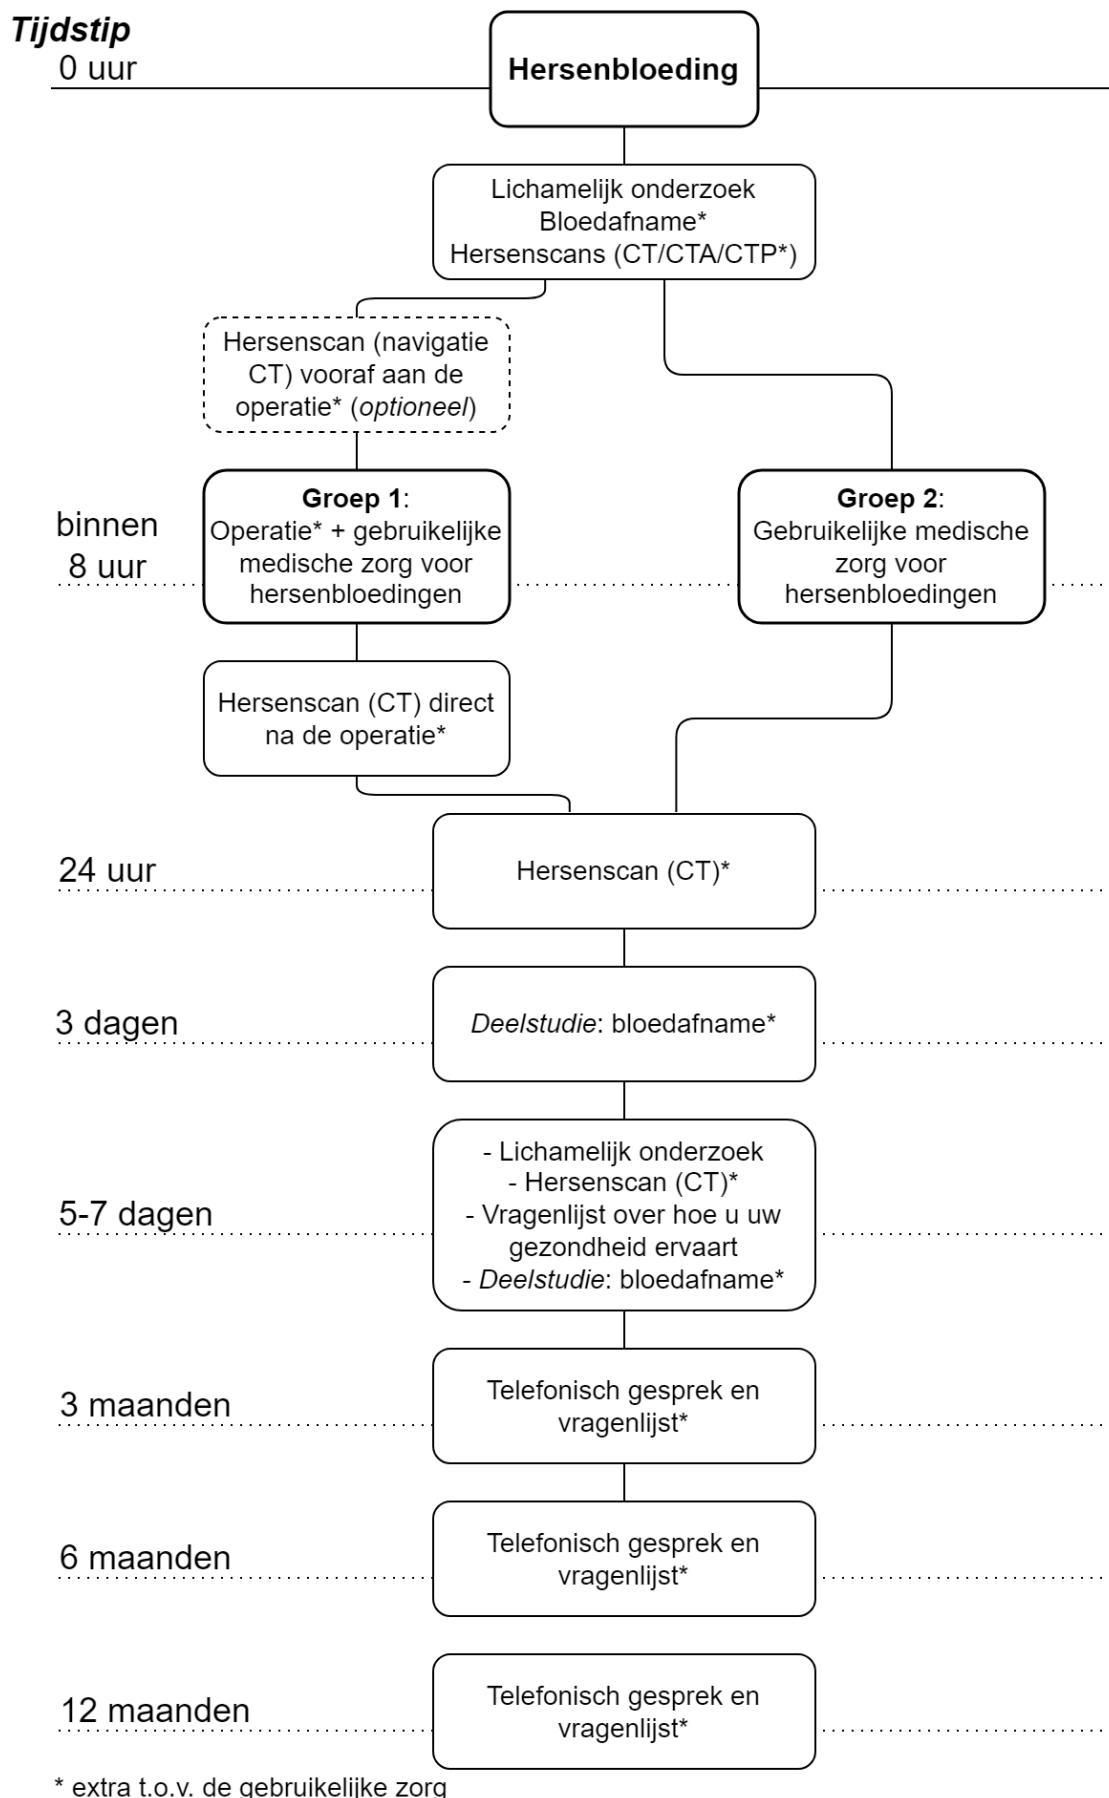 Tijdstip
0 uur
Hersenbloeding
Lichamelijk onderzoek
Bloedafname*
Hersenscans (CT/CTA/CTP*)
Hersenscan (navigatie
CT) vooraf aan de
operatie* (optioneel)
binnen
8 uur
Groep 1:
Operatie* + gebruikelijke
medische zorg voor
hersenbloedingen
Groep 2:
Gebruikelijke medische
zorg voor
hersenbloedingen
Hersenscan (CT) direct
na de operatie*
24 uur
Hersenscan (CT)*
3 dagen
Deelstudie: bloedafname*
5-7 dagen
- Lichamelijk onderzoek
- Hersenscan (CT)*
- Vragenlijst over hoe u uw
gezondheid ervaart
- Deelstudie: bloedafname*
3 maanden
Telefonisch gesprek en
vragenlijst*
6 maanden
Telefonisch gesprek en
vragenlijst*
12 maanden
Telefonisch gesprek en
vragenlijst*
* extra t.o.v. de gebruikelijke zorg